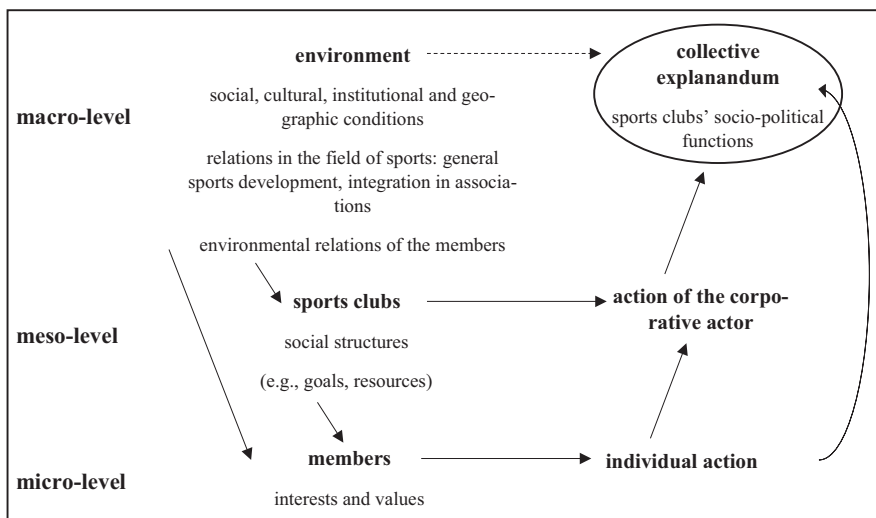 environment
collective
explanandum
social, cultural, institutional and geo-
graphic conditions
macro-level
sports clubs' socio-political
functions
relations in the field of sports: general
sports development, integration in associa-
tions
environmental relations of the members
sports clubs
action of the corpo-
rative actor
meso-level
social structures
(e.g., goals, resources)
members
individual action
micro-level
interests and values